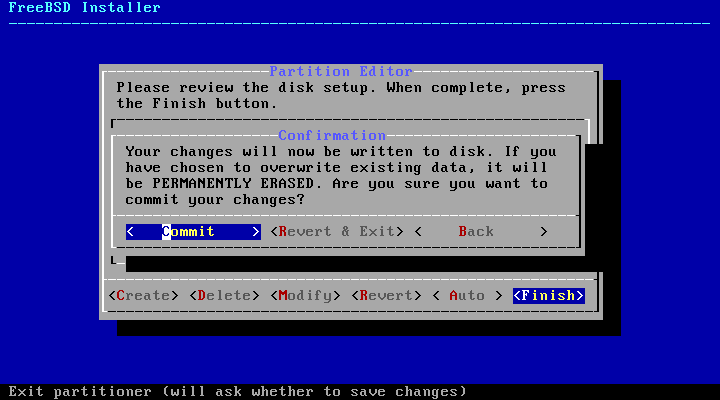 FreeBSD Installer
Partition Editor
Please review the disk setup. When complete, press
the Finish button.
Confirmation
Your changes will now be written to disk. If you
have chosen to overwrite existing data, it will
be PERMANENTLY ERASED. Are you sure you want to
commit your changes?
< Commit > <Revert & Exit> < Back >
<Create> <Delete> <Modify> <Revert> < Auto > <Finish>
Exit partitioner (will ask whether to save changes)